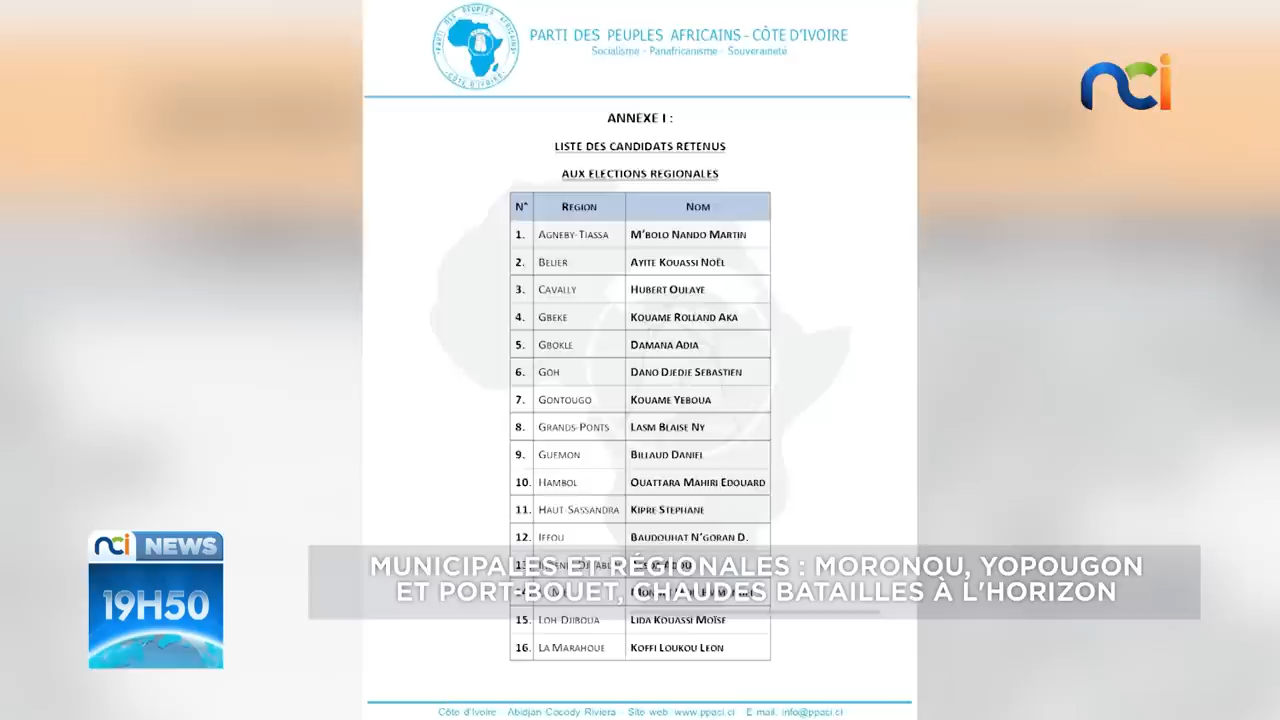 PARTI DES PEUPLES AFRICAINS - CÔTE D'IVOIRE
Socialisme - Panafricanisme - Souveraineté
nci
ANNEXE I :
LISTE DES CANDIDATS RETENUS
AUX ELECTIONS REGIONALES
N° REGION NOM
1. AGNEBY-TIASSA M'BOLO NANDO MARTIN
2. BELIER AYITE KOUASSI NOËL
3. CAVALLY HUBERT OULAYE
4. GBEKE KOUAME ROLLAND AKA
5. GBOKLE DAMANA ADIA
6. GOH DANO DJEDJE SEBASTIEN
7. GONTOUGO KOUAME YEBOUA
8. GRANDS-PONTS LASM BLAISE NY
9. GUEMON BILLAUD DANIEL
10. HAMBOL OUATTARA MAHIRI EDOUARD
11. HAUT-SASSANDRA KIPRE STEPHANE
12. IFFOU BAUDOUHAT N'GORAN D.
15. LOH-DJIBOUA LIDA KOUASSI MOÏSE
16. LA MARAHOUE KOFFI LOUKOU LEON
nci NEWS
19H50
MUNICIPALES ET RÉGIONALES : MORONOU, YOPOUGON
ET PORT-BOUET, CHAUDES BATAILLES À L'HORIZON
Côte d'Ivoire - Abidjan Cocody Riviera - Site web: www.ppaci.ci - E mail. info@ppaci.ci